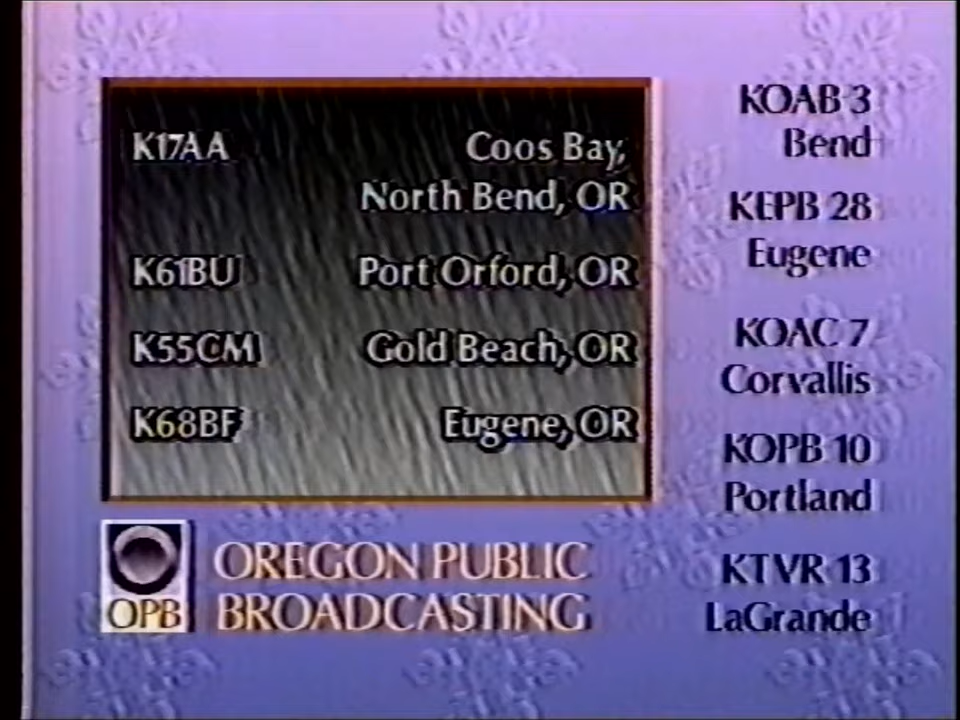 K17AA Coos Bay,
North Bend, OR
K61BU Port Orford, OR
K55CM Gold Beach, OR
K68BF Eugene, OR
OPB
OREGON PUBLIC
BROADCASTING
KOAB 3
Bend
KEPB 28
Eugene
KOAC 7
Corvallis
KOPB 10
Portland
KTVR 13
LaGrande